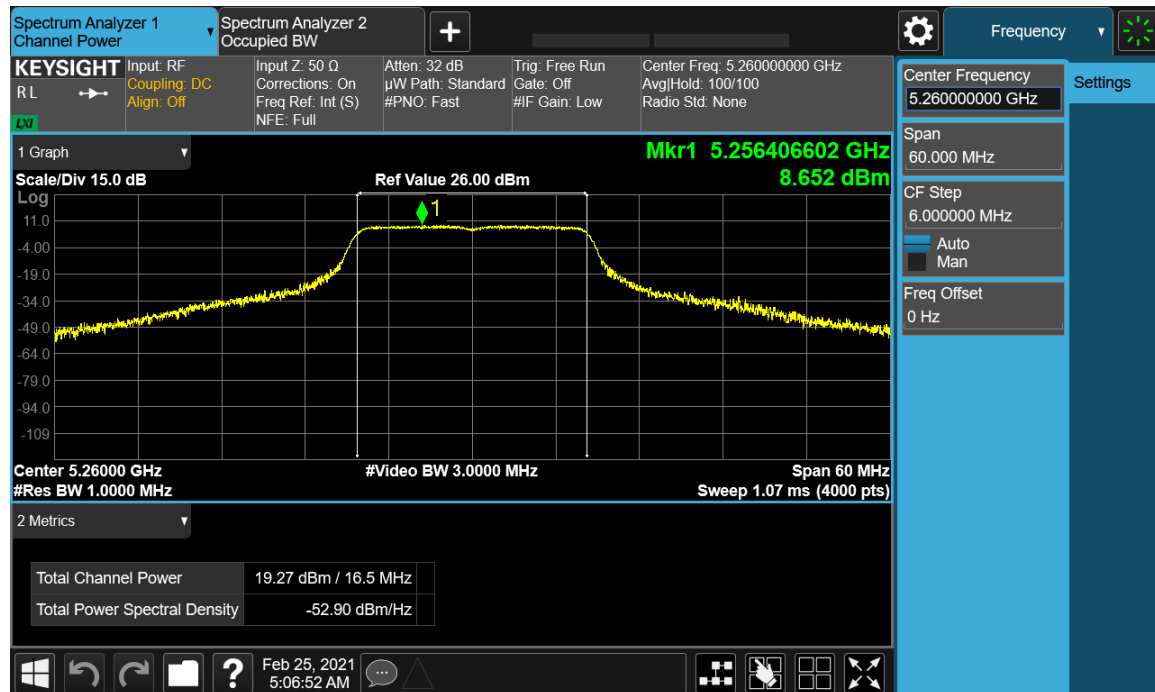 Spectrum Analyzer 1
Channel Power
Spectrum Analyzer 2
Occupied BW
Frequency
KEYSIGHT
R L
LXI
Input: RF
Coupling: DC
Align: Off
Input Z: 50 Ω
Corrections: On
Freq Ref: Int (S)
NFE: Full
Atten: 32 dB
µW Path: Standard
#PNO: Fast
Trig: Free Run
Gate: Off
#IF Gain: Low
Center Freq: 5.260000000 GHz
Avg|Hold: 100/100
Radio Std: None
Center Frequency
5.260000000 GHz
Settings
Span
60.000 MHz
CF Step
6.000000 MHz
Auto
Man
Freq Offset
0 Hz
1 Graph
Mkr1 5.256406602 GHz
8.652 dBm
Scale/Div 15.0 dB
Ref Value 26.00 dBm
Log
1
11.0
-4.00
-19.0
-34.0
-49.0
-64.0
-79.0
-94.0
-109
Center 5.26000 GHz
#Video BW 3.0000 MHz
Span 60 MHz
#Res BW 1.0000 MHz
Sweep 1.07 ms (4000 pts)
2 Metrics
Total Channel Power 19.27 dBm / 16.5 MHz
Total Power Spectral Density -52.90 dBm/Hz
?
Feb 25, 2021
5:06:52 AM